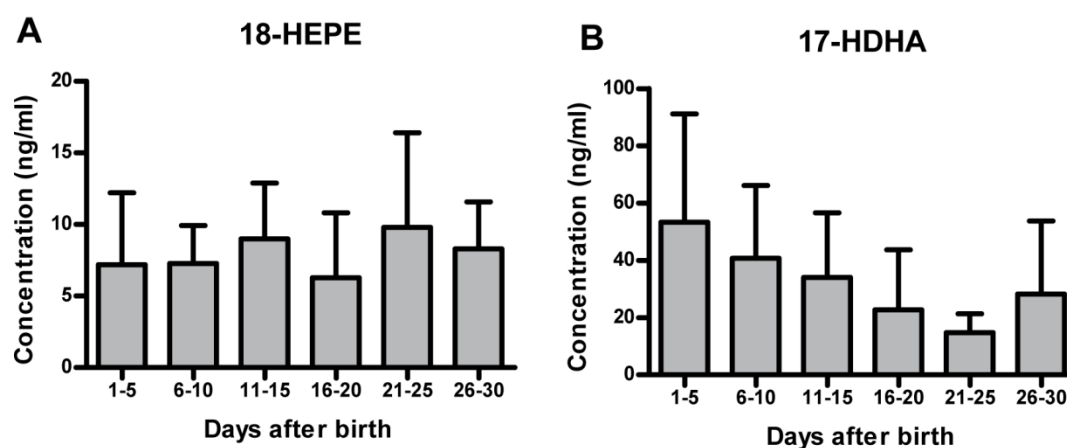 A
18-HEPE
Concentration (ng/ml)
20
15
10
5
0
1-5 6-10 11-15 16-20 21-25 26-30
Days after birth
B
17-HDHA
Concentration (ng/ml)
100
80
60
40
20
0
1-5 6-10 11-15 16-20 21-25 26-30
Days after birth